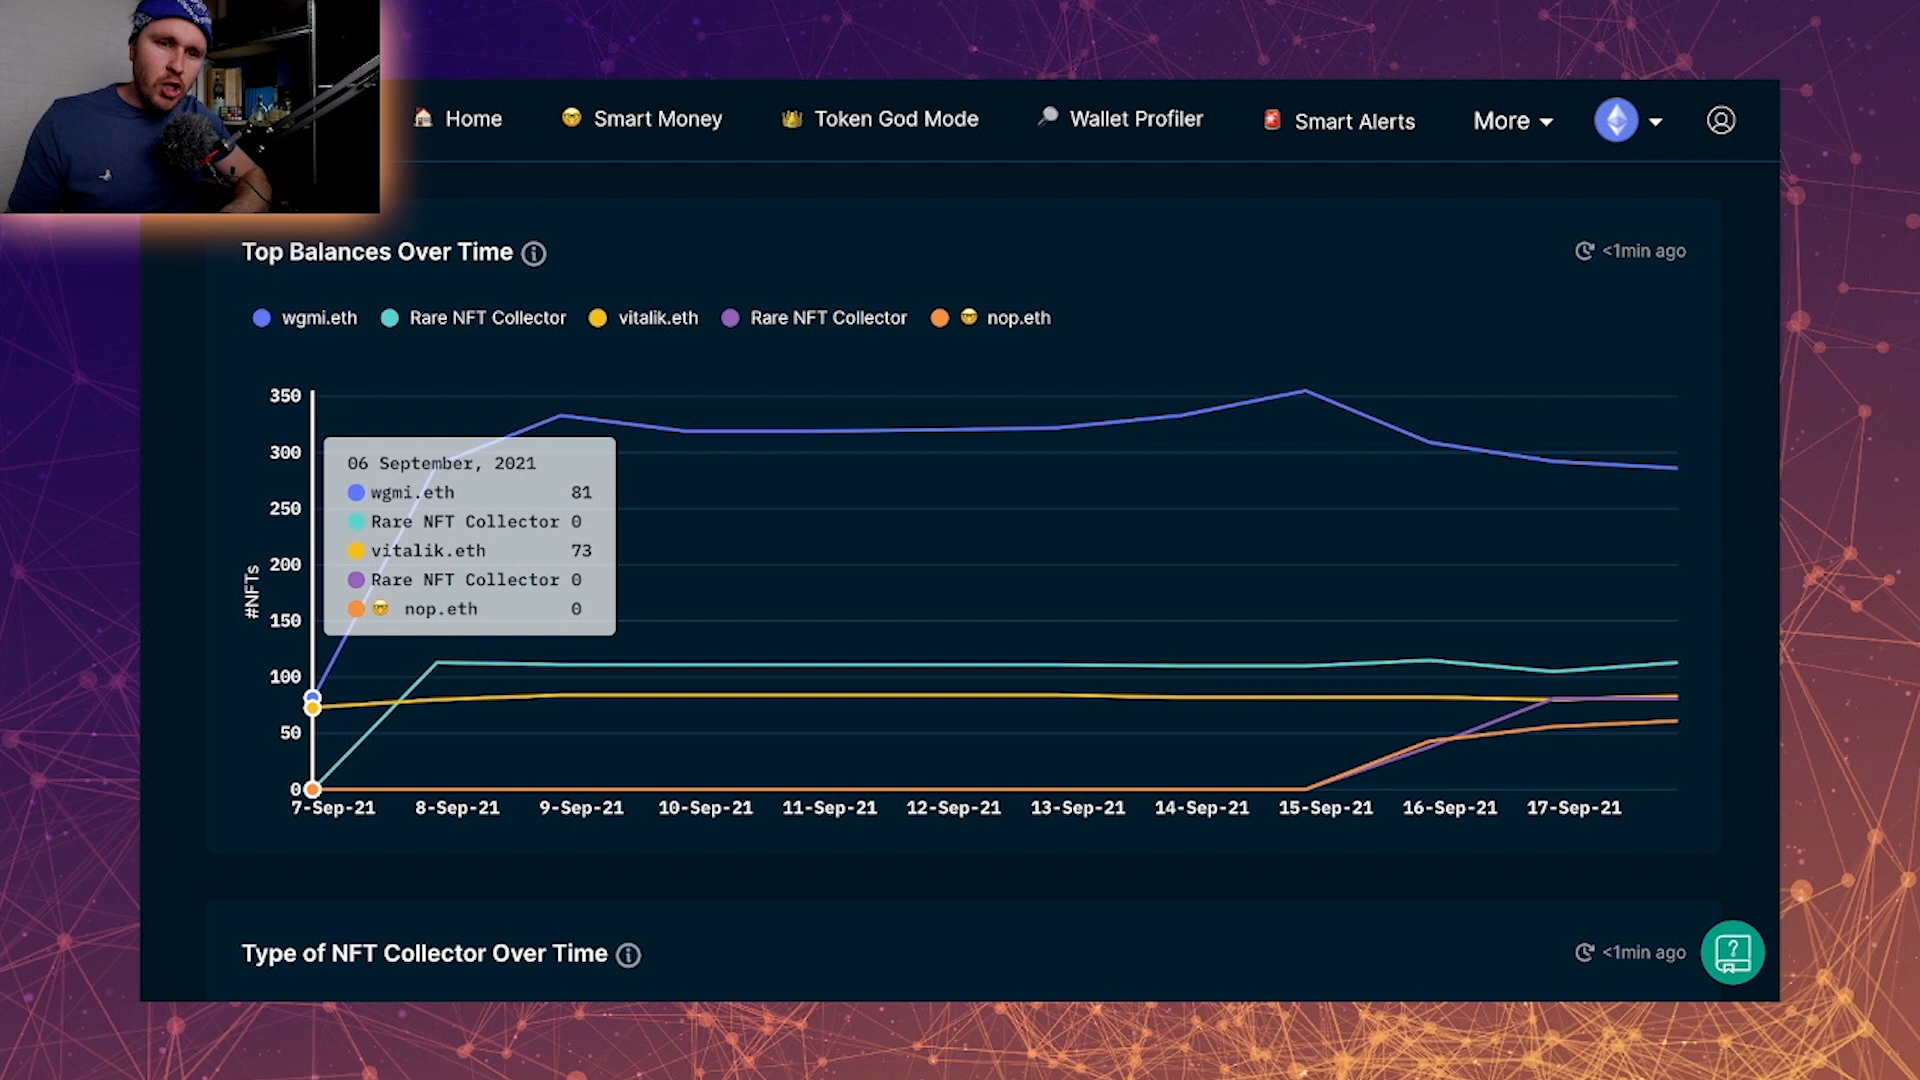 Home Smart Money Token God Mode Wallet Profiler Smart Alerts More
Top Balances Over Time <1min ago
wgmi.eth Rare NFT Collector vitalik.eth Rare NFT Collector nop.eth
#NFTs
350
300
250
200
150
100
50
0
06 September, 2021
wgmi.eth 81
Rare NFT Collector 0
vitalik.eth 73
Rare NFT Collector 0
nop.eth 0
7-Sep-21 8-Sep-21 9-Sep-21 10-Sep-21 11-Sep-21 12-Sep-21 13-Sep-21 14-Sep-21 15-Sep-21 16-Sep-21 17-Sep-21
Type of NFT Collector Over Time <1min ago